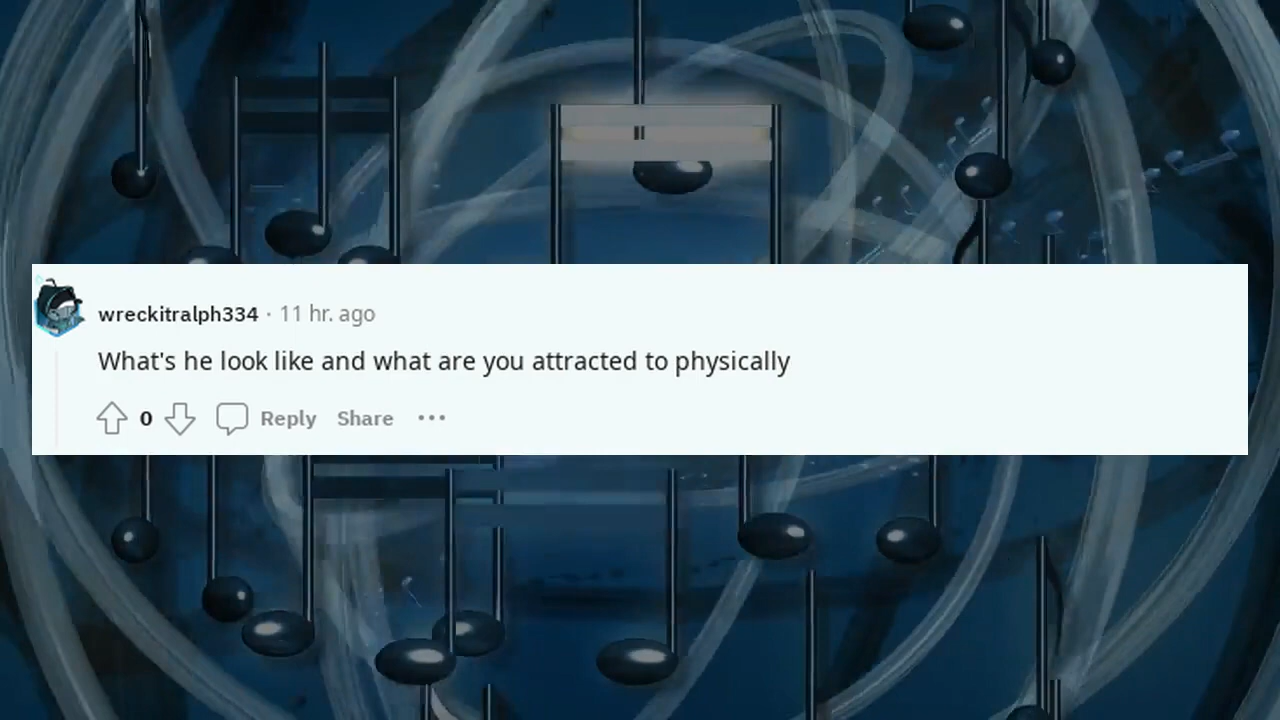 wreckitralph334 · 11 hr. ago
What's he look like and what are you attracted to physically
0 Reply Share ···